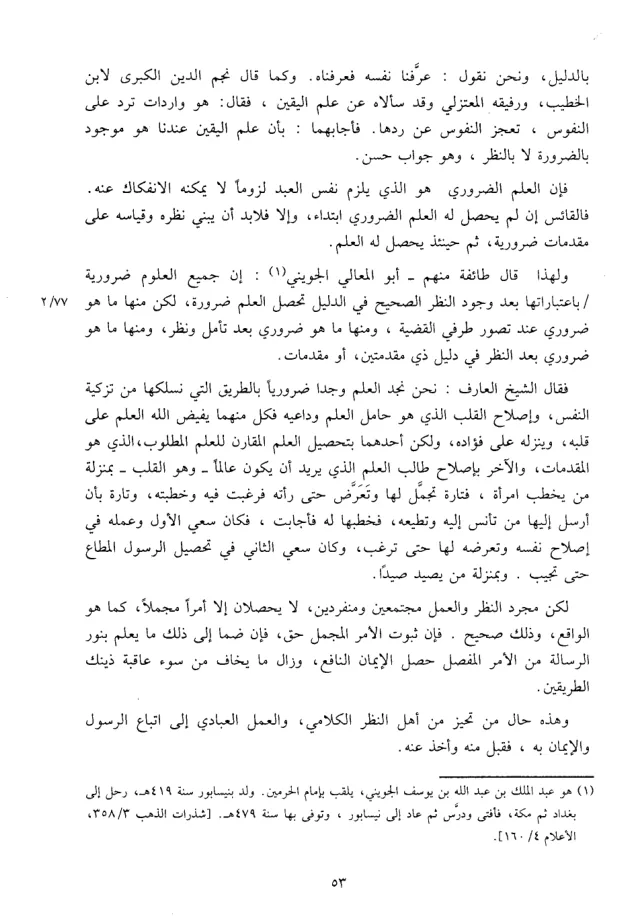 بالدليل، ونحن نقول : عرَّفنا نفسه فعرفناه. وكما قال نجم الدين الكبرى لابن
الخطيب، ورفيقه المعتزلي وقد سألاه عن علم اليقين ، فقال: هو واردات ترد على
النفوس ، تعجز النفوس عن ردها. فأجابهما : بأن علم اليقين عندنا هو موجود
بالضرورة لا بالنظر ، وهو جواب حسن.
فإن العلم الضروري هو الذي يلزم نفس العبد لزوماً لا يمكنه الانفكاك عنه.
فالقائس إن لم يحصل له العلم الضروري ابتداء، وإلا فلابد أن يبني نظره وقياسه على
مقدمات ضرورية، ثم حينئذ يحصل له العلم.
ولهذا قال طائفة منهم ـ أبو المعالي الجويني(١) : إن جميع العلوم ضرورية
٢/٧٧ / باعتباراتها بعد وجود النظر الصحيح في الدليل تحصل العلم ضرورة، لكن منها ما هو
ضروري عند تصور طرفي القضية ، ومنها ما هو ضروري بعد تأمل ونظر، ومنها ما هو
ضروري بعد النظر في دليل ذي مقدمتين، أو مقدمات.
فقال الشيخ العارف : نحن نجد العلم وجدا ضرورياً بالطريق التي نسلكها من تزكية
النفس، وإصلاح القلب الذي هو حامل العلم وداعيه فكل منهما يفيض الله العلم على
قلبه، وينزله على فؤاده، ولكن أحدهما بتحصيل العلم المقارن للعلم المطلوب،الذي هو
المقدمات، والآخر بإصلاح طالب العلم الذي يريد أن يكون عالماً ـ وهو القلب ـ بمنزلة
من يخطب امرأة ، فتارة تجمَّل لها وتَعَرَّض حتى رأته فرغبت فيه وخطبته، وتارة بأن
أرسل إليها من تأنس إليه وتطيعه، فخطبها له فأجابت ، فكان سعي الأول وعمله في
إصلاح نفسه وتعرضه لها حتى ترغب، وكان سعي الثاني في تحصيل الرسول المطاع
حتى تجيب . وبمنزلة من يصيد صيدًا.
لكن مجرد النظر والعمل مجتمعين ومنفردين، لا يحصلان إلا أمراً مجملاً، كما هو
الواقع، وذلك صحيح . فإن ثبوت الأمر المجمل حق، فإن ضما إلى ذلك ما يعلم بنور
الرسالة من الأمر المفصل حصل الإيمان النافع، وزال ما يخاف من سوء عاقبة ذينك
الطريقين.
وهذه حال من تحيز من أهل النظر الكلامي، والعمل العبادي إلى اتباع الرسول
والإيمان به ، فقبل منه وأخذ عنه.
(١) هو عبد الملك بن عبد الله بن يوسف الجويني، يلقب بإمام الحرمين. ولد بنيسابور سنة ٤١٩هـ، رحل إلى
بغداد ثم مكة، فأفتى ودرَّس ثم عاد إلى نيسابور ، وتوفى بها سنة ٤٧٩هـ. [شذرات الذهب ٣/ ٣٥٨،
الأعلام ٤/ ١٦٠].
٥٣